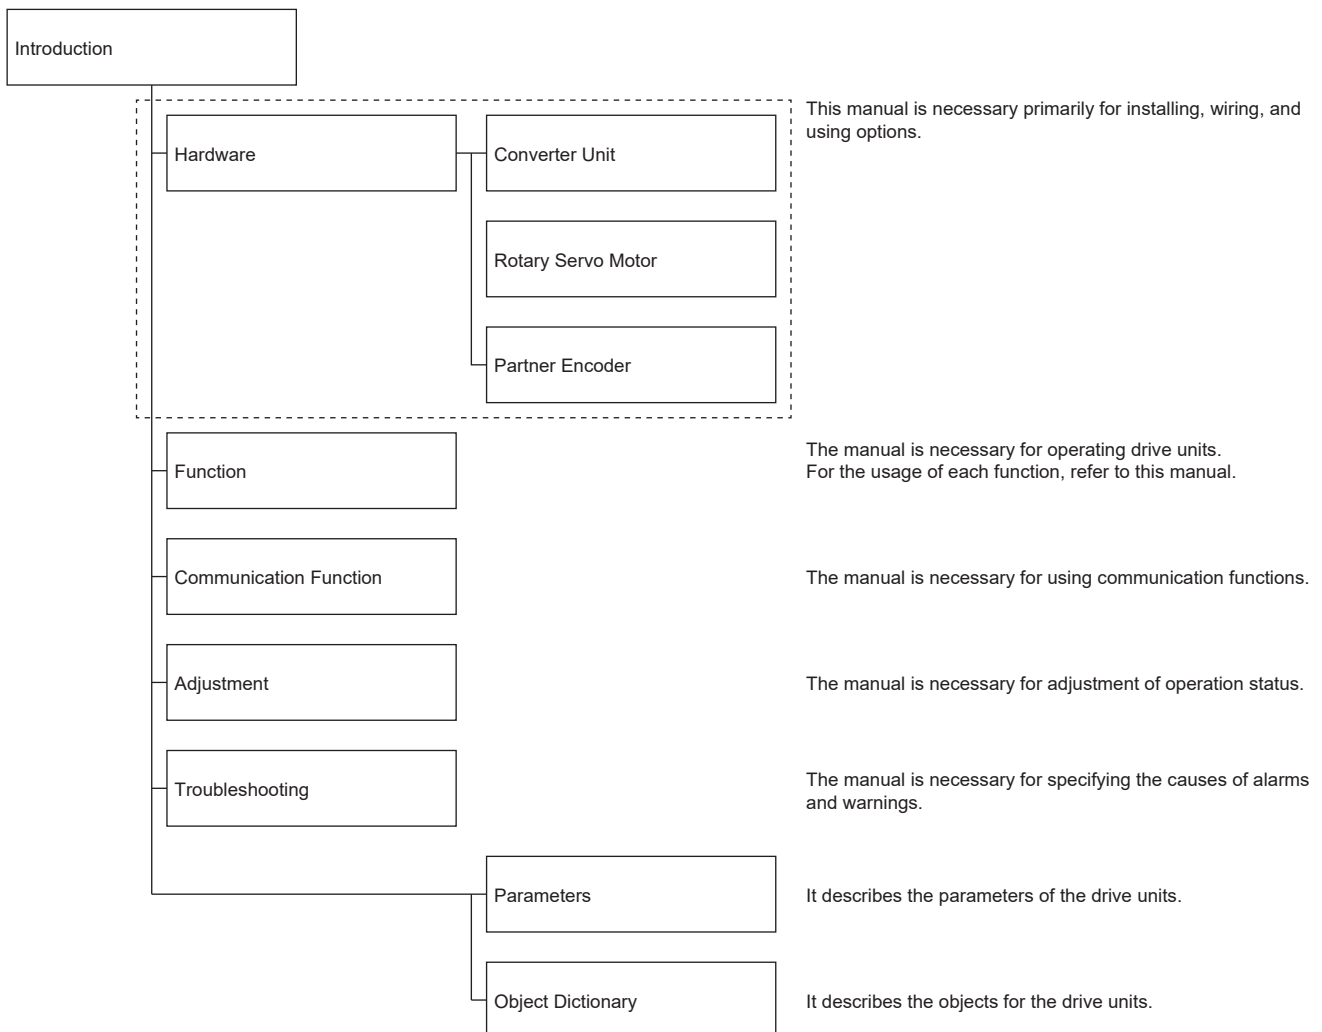 Introduction
This manual is necessary primarily for installing, wiring, and
using options.
Hardware
Converter Unit
Rotary Servo Motor
Partner Encoder
Function
The manual is necessary for operating drive units.
For the usage of each function, refer to this manual.
Communication Function
The manual is necessary for using communication functions.
Adjustment
The manual is necessary for adjustment of operation status.
Troubleshooting
The manual is necessary for specifying the causes of alarms
and warnings.
Parameters
It describes the parameters of the drive units.
Object Dictionary
It describes the objects for the drive units.